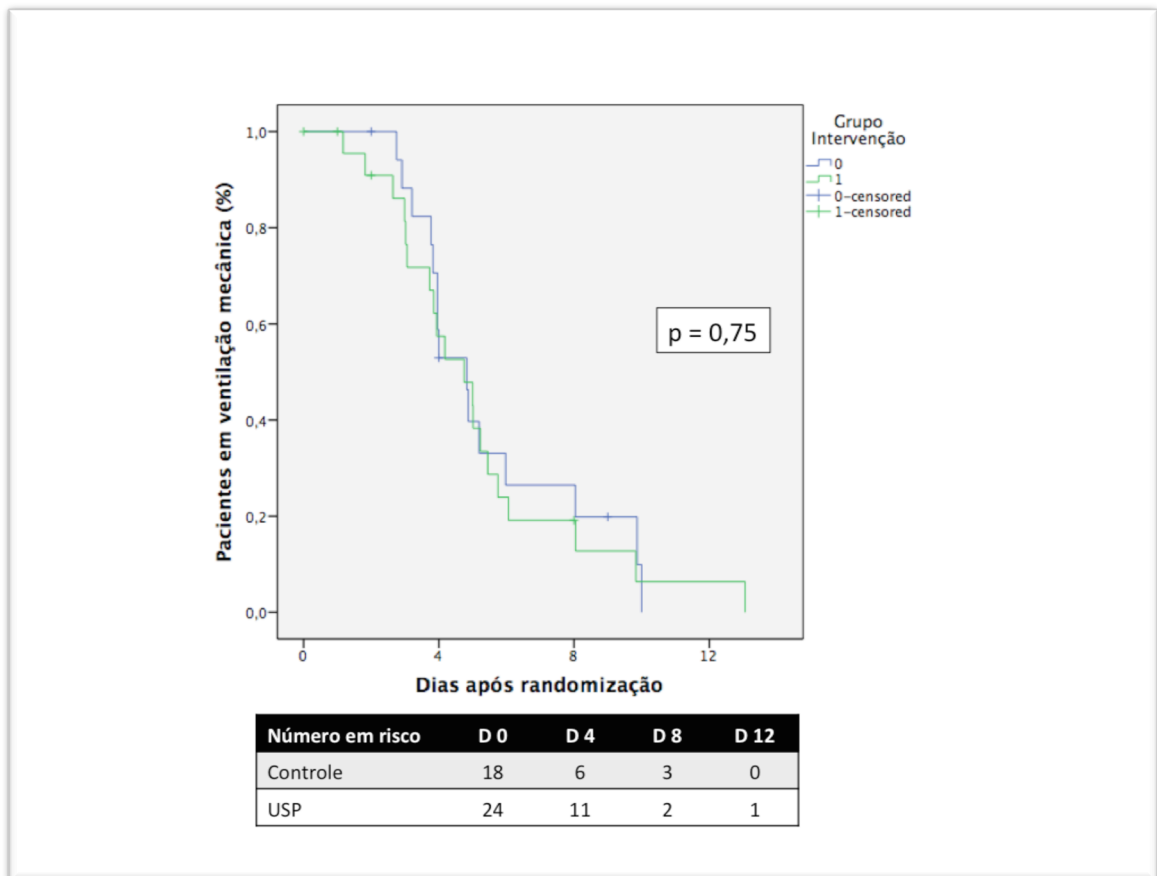 Grupo
Intervenção
0
1
0-censored
1-censored
Pacientes em ventilação mecânica (%)
1,0
0,8
0,6
0,4
0,2
0,0
p = 0,75
0 4 8 12
Dias após randomização
Número em risco D 0 D 4 D 8 D 12
Controle 18 6 3 0
USP 24 11 2 1